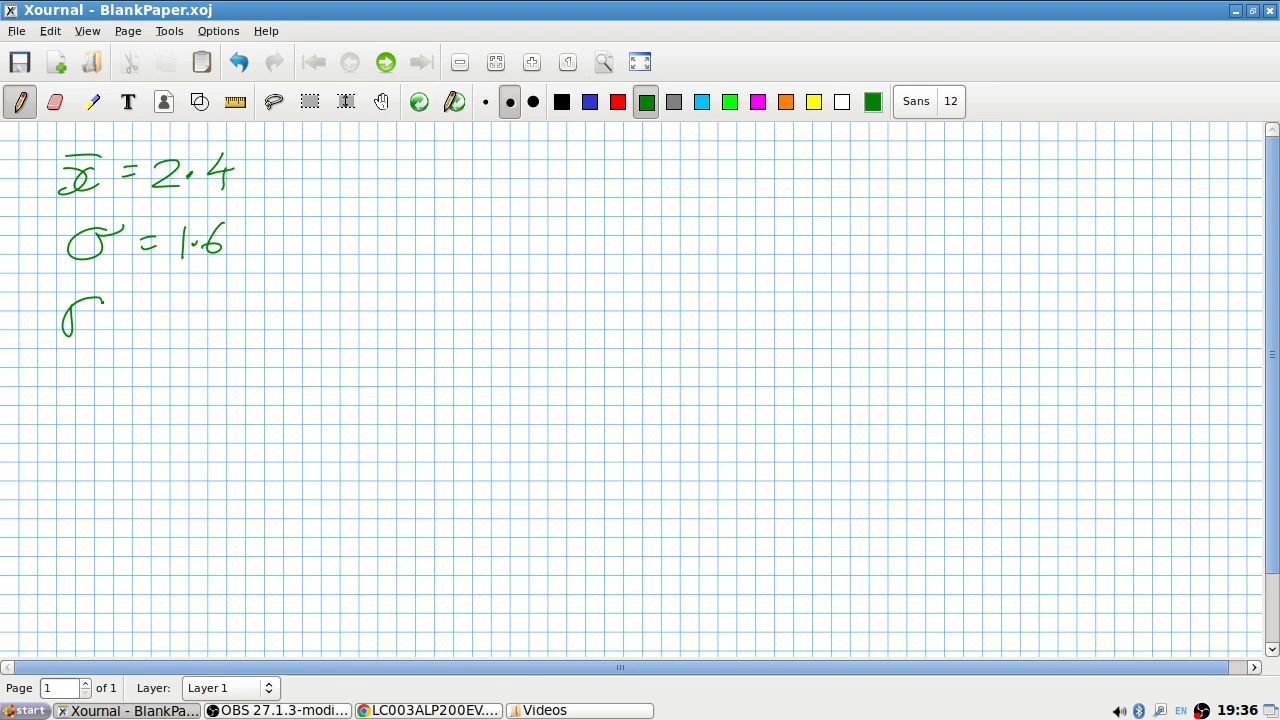 Xournal - BlankPaper.xoj
File Edit View Page Tools Options Help
T Sans 12
x̄ = 2.4
σ = 1.6
σ
Page 1 of 1 Layer: Layer 1
start Xournal - BlankPa... OBS 27.1.3-modi... LC003ALP200EV.... Videos EN 19:36